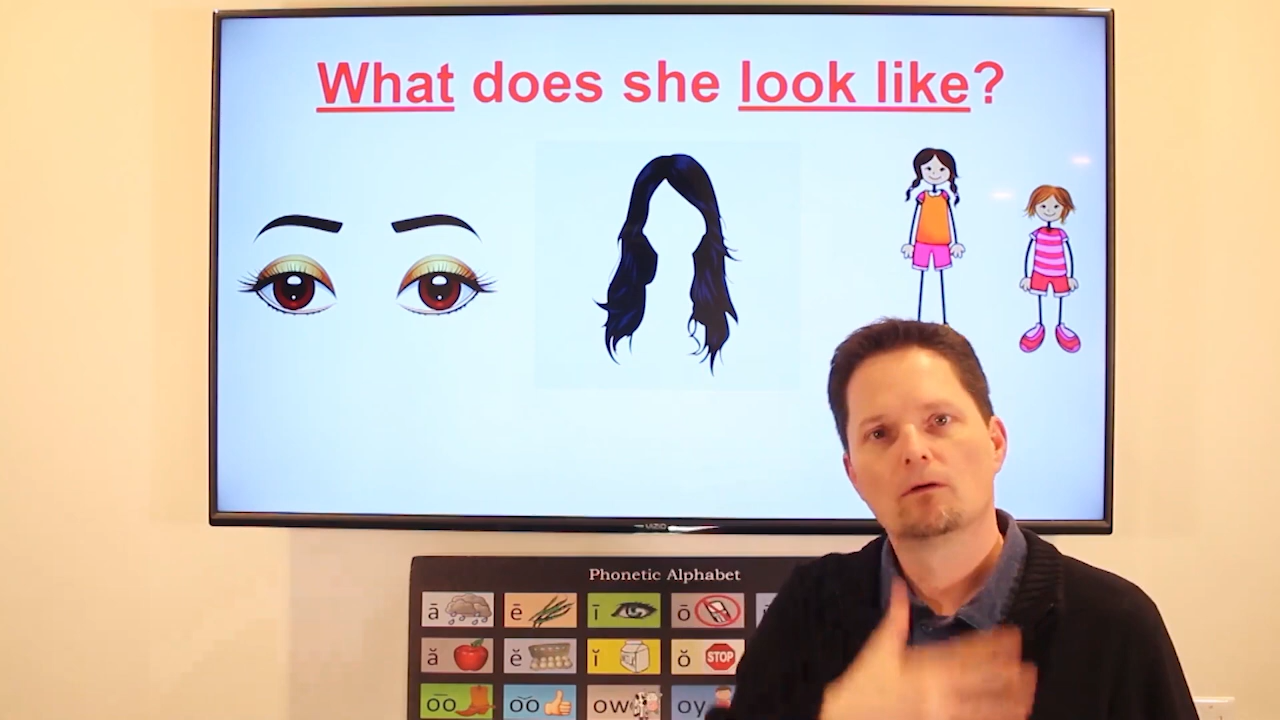 What does she look like?
VIZIO
Phonetic Alphabet
ā ē ī ō
ă ĕ ĭ ŏ STOP
o͞o o͝o ow oy